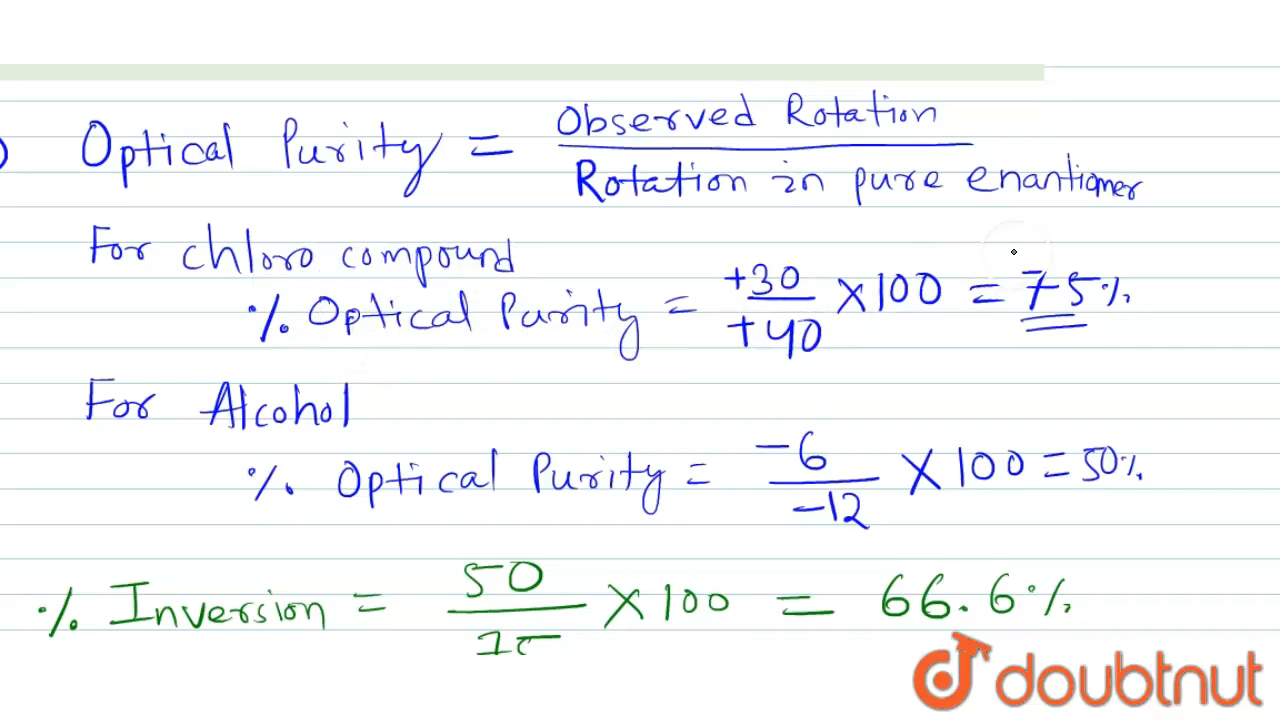 Optical Purity = Observed Rotation / Rotation in pure enantiomer
For chloro compound
% Optical Purity = +30 / +40 × 100 = 75%
For Alcohol
% Optical Purity = -6 / -12 × 100 = 50%
% Inversion = 50 / × 100 = 66.6%
doubtnut